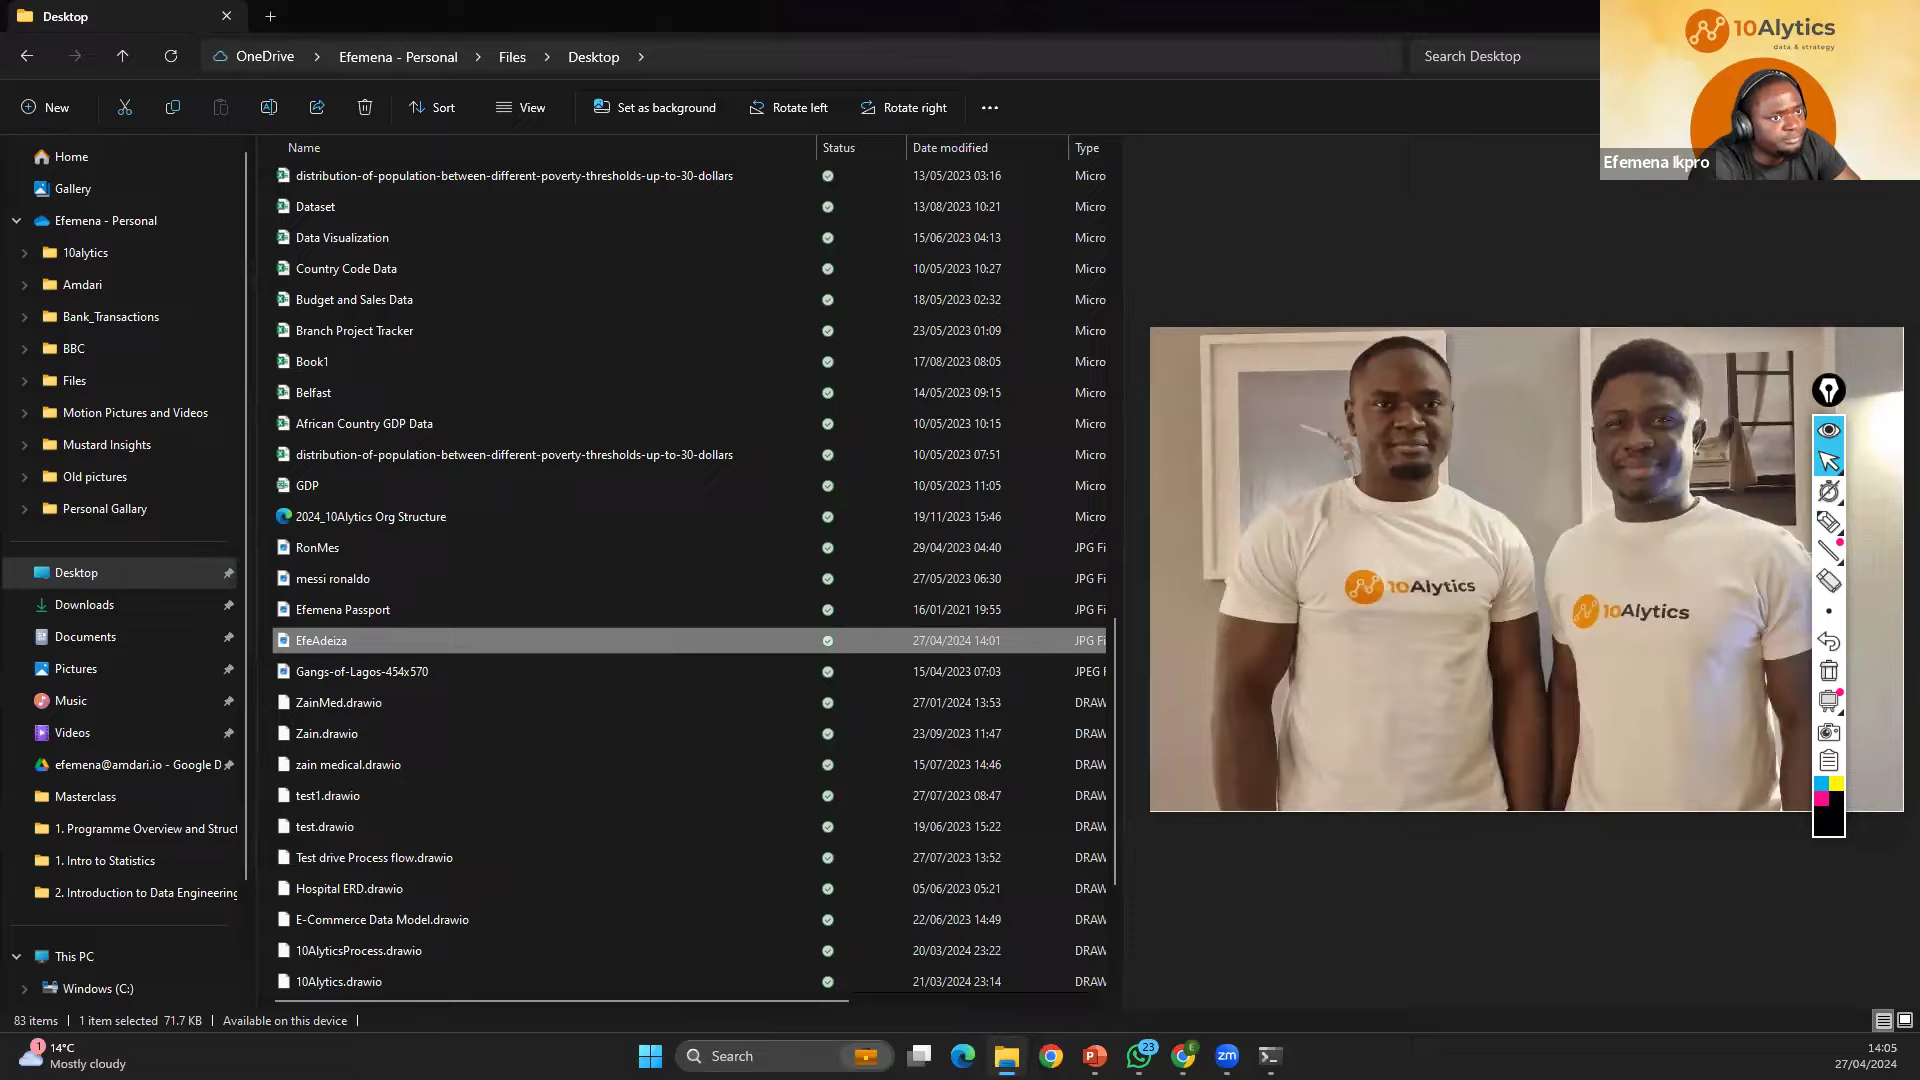 Desktop
OneDrive
Efemena - Personal
Files
Desktop
Search Desktop
New
Sort
View
Set as background
Rotate left
Rotate right
10Alytics
data & strategy
Efemena Ikpro
Home
Gallery
Efemena - Personal
10alytics
Amdari
Bank_Transactions
BBC
Files
Motion Pictures and Videos
Mustard Insights
Old pictures
Personal Gallary
Desktop
Downloads
Documents
Pictures
Music
Videos
efemena@amdari.io - Google D
Masterclass
1. Programme Overview and Struct
1. Intro to Statistics
2. Introduction to Data Engineering
This PC
Windows (C:)
Name Status Date modified Type
distribution-of-population-between-different-poverty-thresholds-up-to-30-dollars 13/05/2023 03:16 Micro
Dataset 13/08/2023 10:21 Micro
Data Visualization 15/06/2023 04:13 Micro
Country Code Data 10/05/2023 10:27 Micro
Budget and Sales Data 18/05/2023 02:32 Micro
Branch Project Tracker 23/05/2023 01:09 Micro
Book1 17/08/2023 08:05 Micro
Belfast 14/05/2023 09:15 Micro
African Country GDP Data 10/05/2023 10:15 Micro
distribution-of-population-between-different-poverty-thresholds-up-to-30-dollars 10/05/2023 07:51 Micro
GDP 10/05/2023 11:05 Micro
2024_10Alytics Org Structure 19/11/2023 15:46 Micro
RonMes 29/04/2023 04:40 JPG Fi
messi ronaldo 27/05/2023 06:30 JPG Fi
Efemena Passport 16/01/2021 19:55 JPG Fi
EfeAdeiza 27/04/2024 14:01 JPG Fi
Gangs-of-Lagos-454x570 15/04/2023 07:03 JPEG F
ZainMed.drawio 27/01/2024 13:53 DRAW
Zain.drawio 23/09/2023 11:47 DRAW
zain medical.drawio 15/07/2023 14:46 DRAW
test1.drawio 27/07/2023 08:47 DRAW
test.drawio 19/06/2023 15:22 DRAW
Test drive Process flow.drawio 27/07/2023 13:52 DRAW
Hospital ERD.drawio 05/06/2023 05:21 DRAW
E-Commerce Data Model.drawio 22/06/2023 14:49 DRAW
10AlyticsProcess.drawio 20/03/2024 23:22 DRAW
10Alytics.drawio 21/03/2024 23:14 DRAW
10Alytics
10Alytics
83 items
1 item selected 71.7 KB
Available on this device
1
14°C
Mostly cloudy
Search
23
E
zm
14:05
27/04/2024